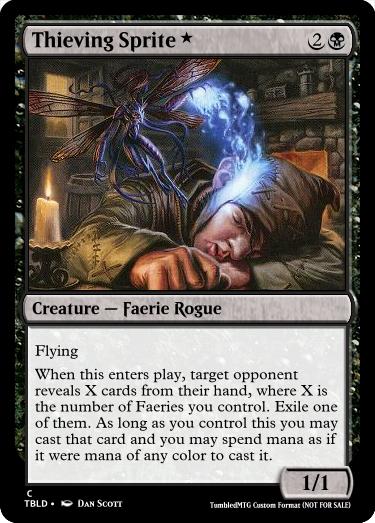 Thieving Sprite ★ 2
Creature — Faerie Rogue
Flying
When this enters play, target opponent
reveals X cards from their hand, where X is
the number of Faeries you control. Exile one
of them. As long as you control this you may
cast that card and you may spend mana as if
it were mana of any color to cast it.
1/1
C
TBLD • DAN SCOTT
TumbledMTG Custom Format (NOT FOR SALE)